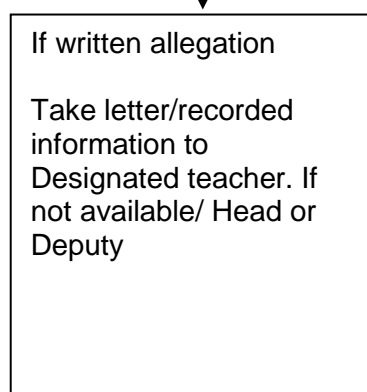 If written allegation
Take letter/recorded
information to
Designated teacher. If
not available/ Head or
Deputy